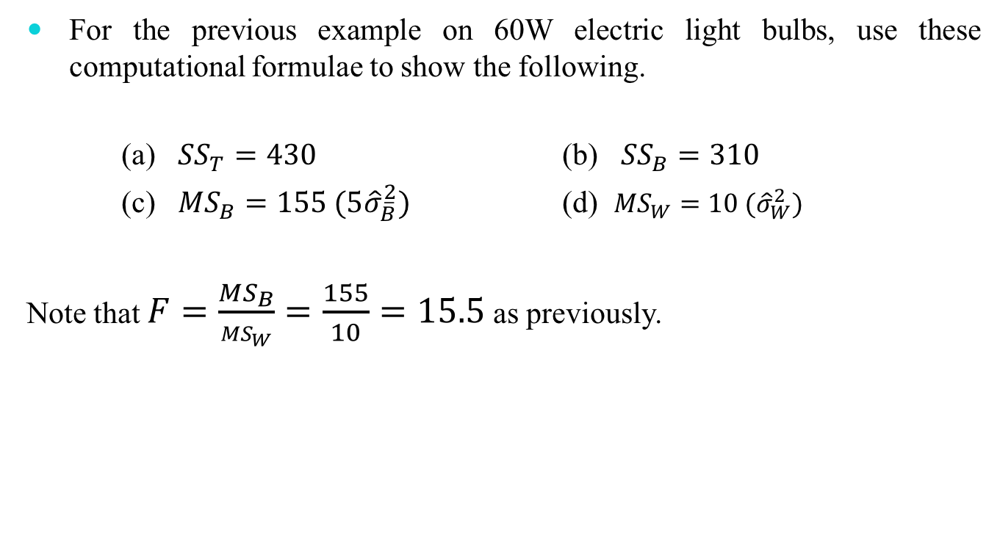 • For the previous example on 60W electric light bulbs, use these
computational formulae to show the following.
(a) $SS_T = 430$ (b) $SS_B = 310$
(c) $MS_B = 155\ (5\hat{\sigma}_{\bar{B}}^2)$ (d) $MS_W = 10\ (\hat{\sigma}_W^2)$
Note that $F = \frac{MS_B}{MS_W} = \frac{155}{10} = 15.5$ as previously.